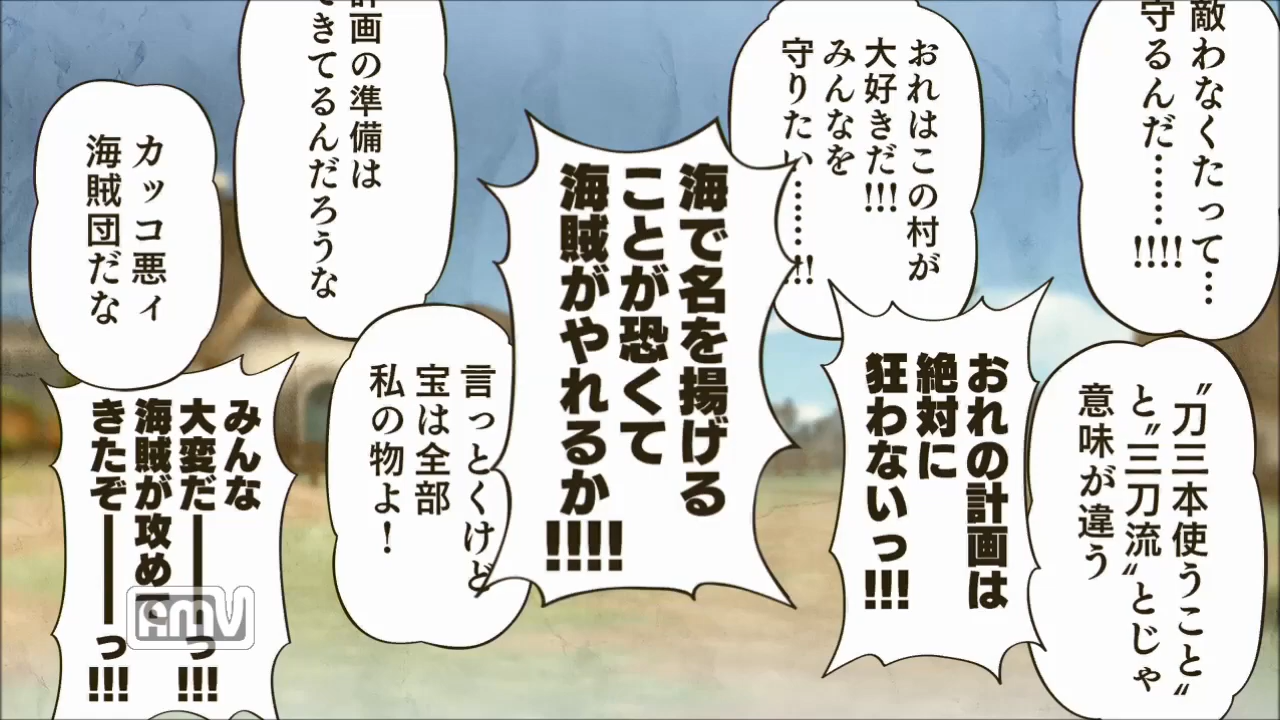 敵わなくたって…
守るんだ……!!!!
おれはこの村が
大好きだ!!!
みんなを
守りたい……!!
〝刀三本使うこと〟
と〝三刀流〟とじゃ
意味が違う
おれの計画は
絶対に
狂わないっ!!!
海で名を揚げる
ことが恐くて
海賊がやれるか
!!!!
計画の準備は
できてるんだろうな
言っとくけど
宝は全部
私の物よ!
カッコ悪ィ
海賊団だな
みんな
大変だ――っ!!!
海賊が攻めて
きたぞ――っ!!!
AMV